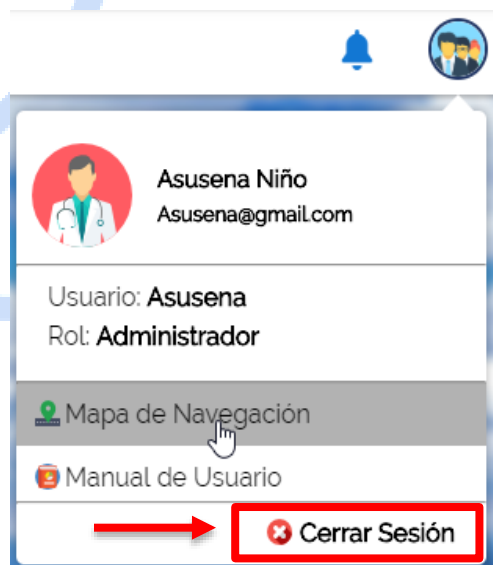 Asusena Niño
Asusena@gmail.com
Usuario: Asusena
Rol: Administrador
Mapa de Navegación
Manual de Usuario
Cerrar Sesión